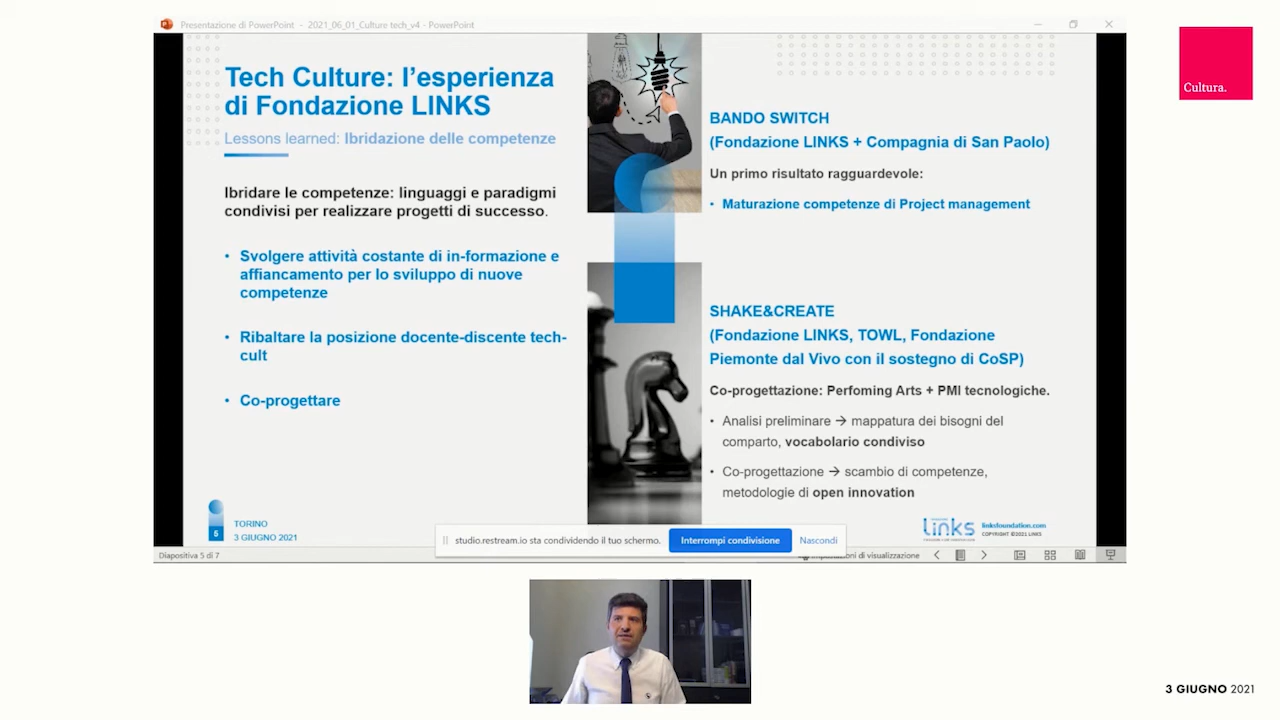 Presentazione di PowerPoint - 2021_06_01_Culture tech_v4 - PowerPoint
Cultura.
Tech Culture: l'esperienza
di Fondazione LINKS
Lessons learned: Ibridazione delle competenze
Ibridare le competenze: linguaggi e paradigmi
condivisi per realizzare progetti di successo.
• Svolgere attività costante di in-formazione e
affiancamento per lo sviluppo di nuove
competenze
• Ribaltare la posizione docente-discente tech-
cult
• Co-progettare
BANDO SWITCH
(Fondazione LINKS + Compagnia di San Paolo)
Un primo risultato ragguardevole:
• Maturazione competenze di Project management
SHAKE&CREATE
(Fondazione LINKS, TOWL, Fondazione
Piemonte dal Vivo con il sostegno di CoSP)
Co-progettazione: Perfoming Arts + PMI tecnologiche.
• Analisi preliminare → mappatura dei bisogni del
comparto, vocabolario condiviso
• Co-progettazione → scambio di competenze,
metodologie di open innovation
5
TORINO
3 GIUGNO 2021
Links
linksfoundation.com
COPYRIGHT ©2021 LINKS
studio.restream.io sta condividendo il tuo schermo.
Interrompi condivisione
Nascondi
Diapositiva 5 di 7
di visualizzazione
3 GIUGNO 2021